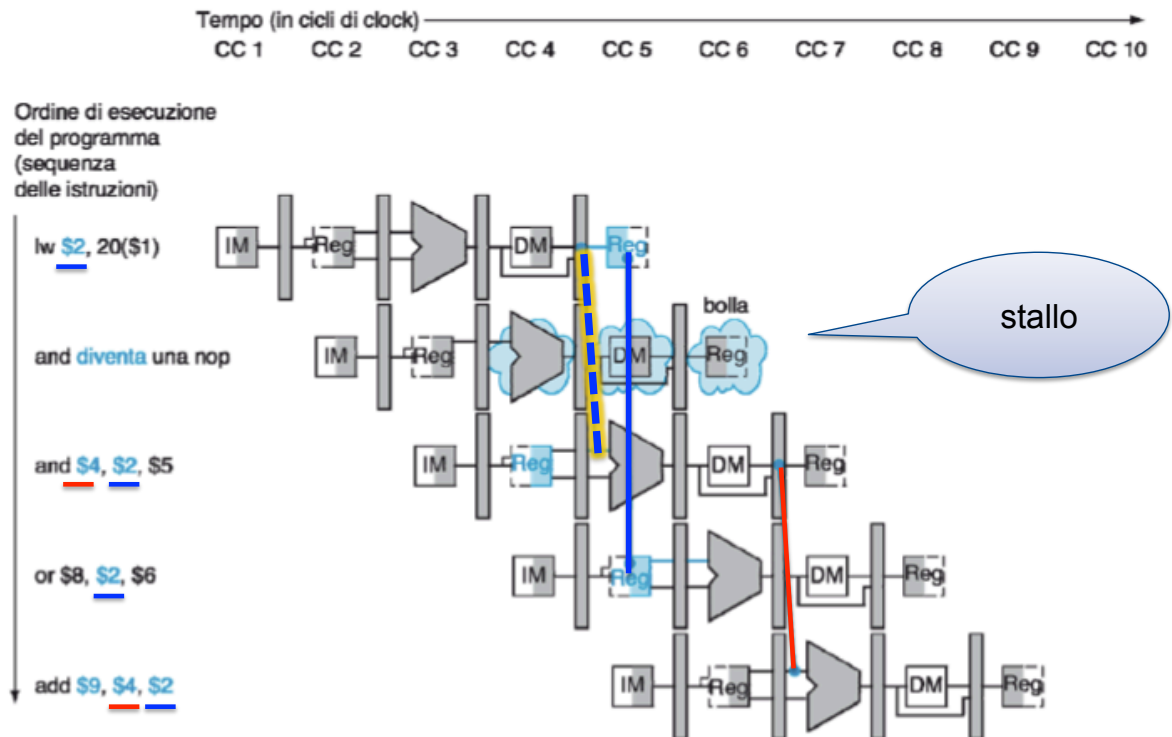 Tempo (in cicli di clock)
CC 1 CC 2 CC 3 CC 4 CC 5 CC 6 CC 7 CC 8 CC 9 CC 10
Ordine di esecuzione
del programma
(sequenza
delle istruzioni)
lw $2, 20($1)
IM Reg DM Reg
bolla
stallo
and diventa una nop
IM Reg DM Reg
and $4, $2, $5
IM Reg DM Reg
or $8, $2, $6
IM Reg DM Reg
add $9, $4, $2
IM Reg DM Reg